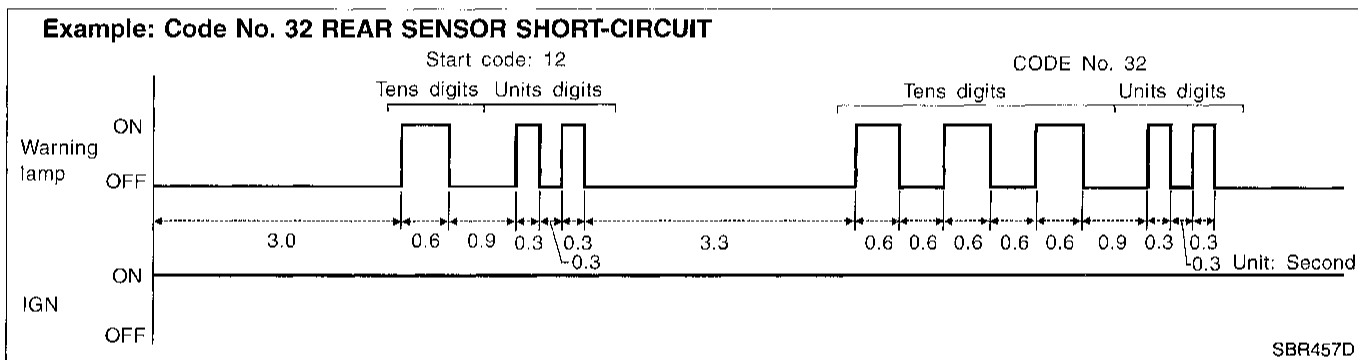 Example: Code No. 32 REAR SENSOR SHORT-CIRCUIT
Start code: 12
CODE No. 32
Tens digits Units digits
Tens digits Units digits
ON
Warning
lamp
OFF
3.0 0.6 0.9 0.3 0.3 3.3 0.6 0.6 0.6 0.6 0.6 0.9 0.3 0.3
0.3
0.3 Unit: Second
ON
IGN
OFF
SBR457D